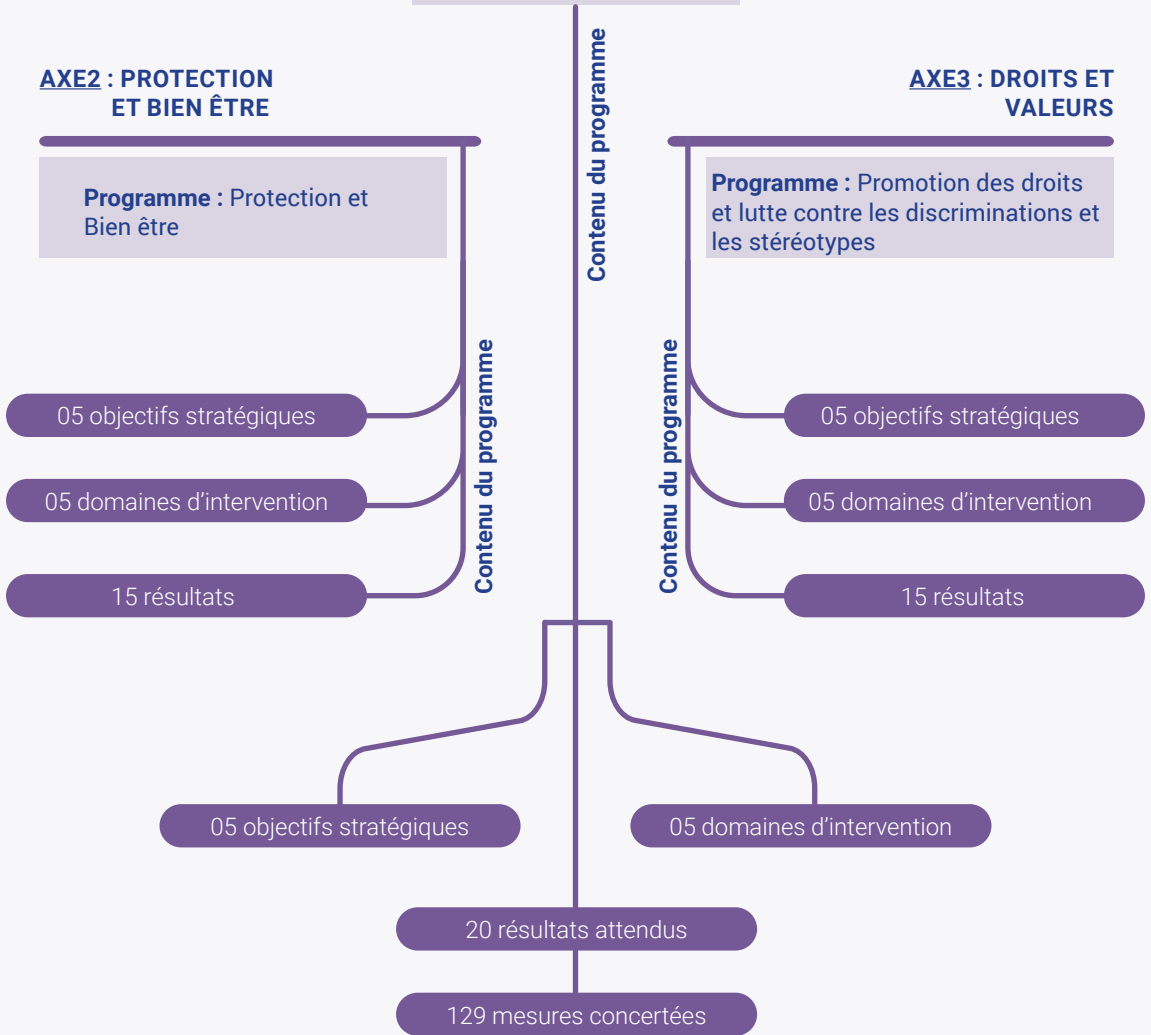 Contenu du programme
AXE2 : PROTECTION
ET BIEN ÊTRE
Programme : Protection et
Bien être
Contenu du programme
05 objectifs stratégiques
05 domaines d'intervention
15 résultats
AXE3 : DROITS ET
VALEURS
Programme : Promotion des droits
et lutte contre les discriminations et
les stéréotypes
Contenu du programme
05 objectifs stratégiques
05 domaines d'intervention
15 résultats
05 objectifs stratégiques
05 domaines d'intervention
20 résultats attendus
129 mesures concertées